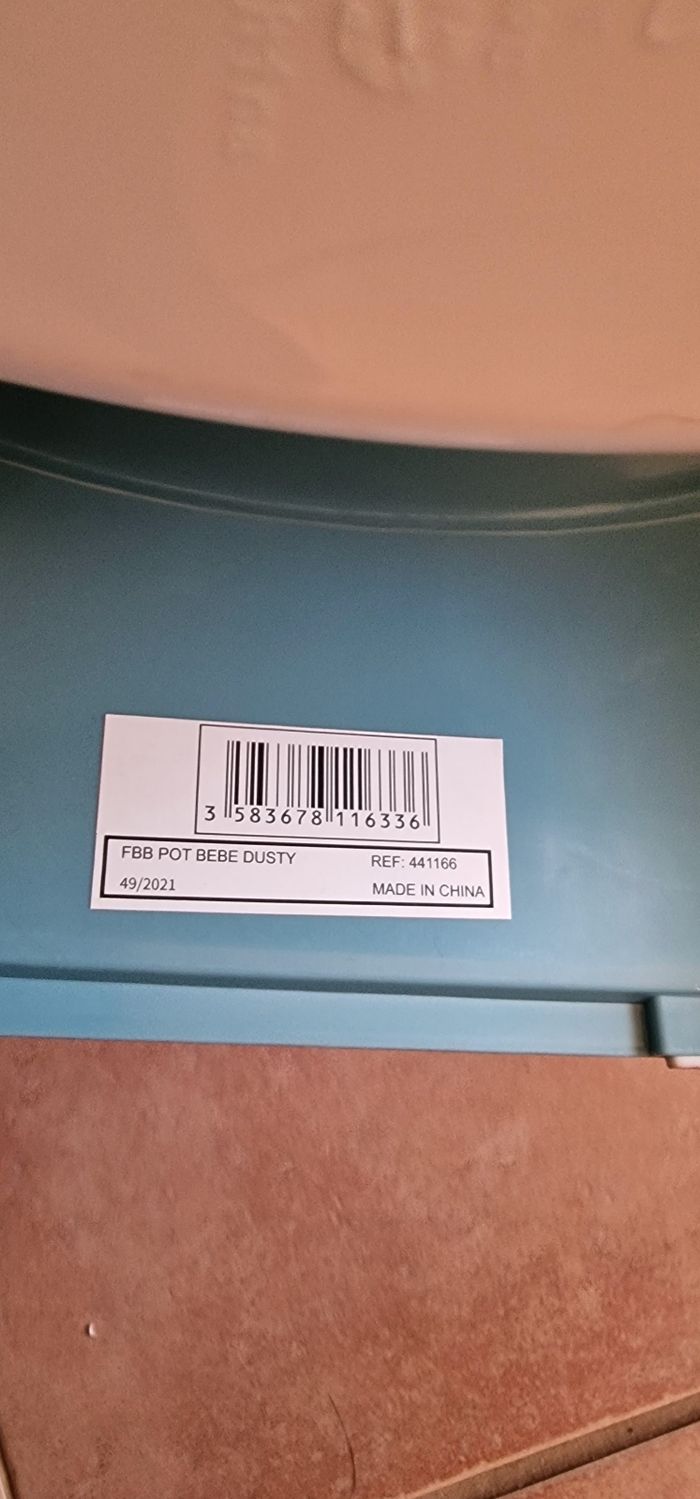 3 583678 116336
FBB POT BEBE DUSTY
REF: 441166
49/2021
MADE IN CHINA